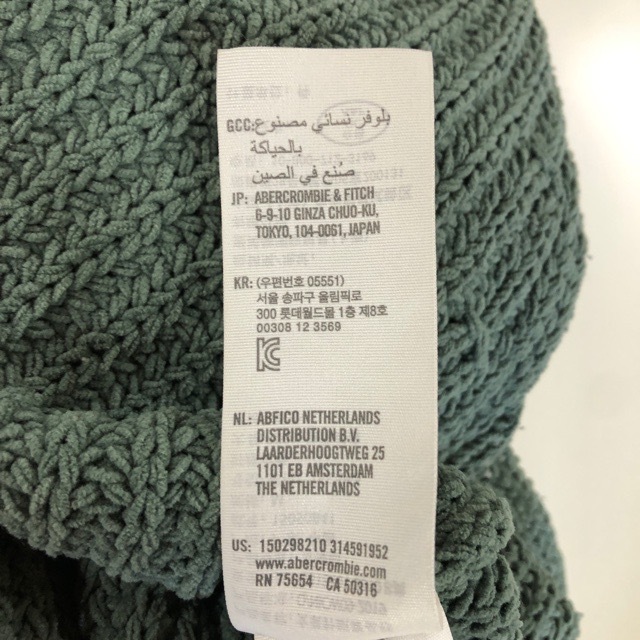 GCC: بلوفر نسائي مصنوع
بالحياكة
صنع في الصين
JP: ABERCROMBIE & FITCH
6-9-10 GINZA CHUO-KU,
TOKYO, 104-0061, JAPAN
KR: (우편번호 05551)
서울 송파구 올림픽로
300 롯데월드몰 1층 제8호
00308 12 3569
NL: ABFICO NETHERLANDS
DISTRIBUTION B.V.
LAARDERHOOGTWEG 25
1101 EB AMSTERDAM
THE NETHERLANDS
US: 150298210 314591952
www.abercrombie.com
RN 75654 CA 50316